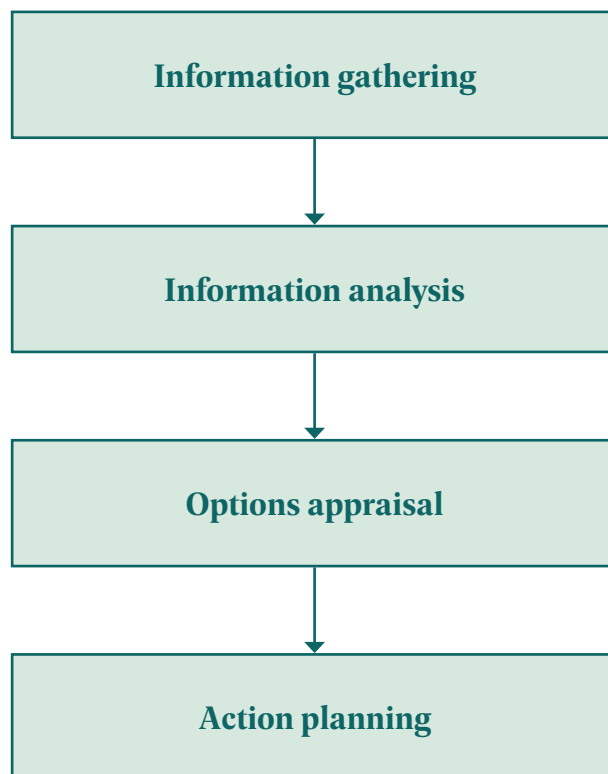 Information gathering
Information analysis
Options appraisal
Action planning